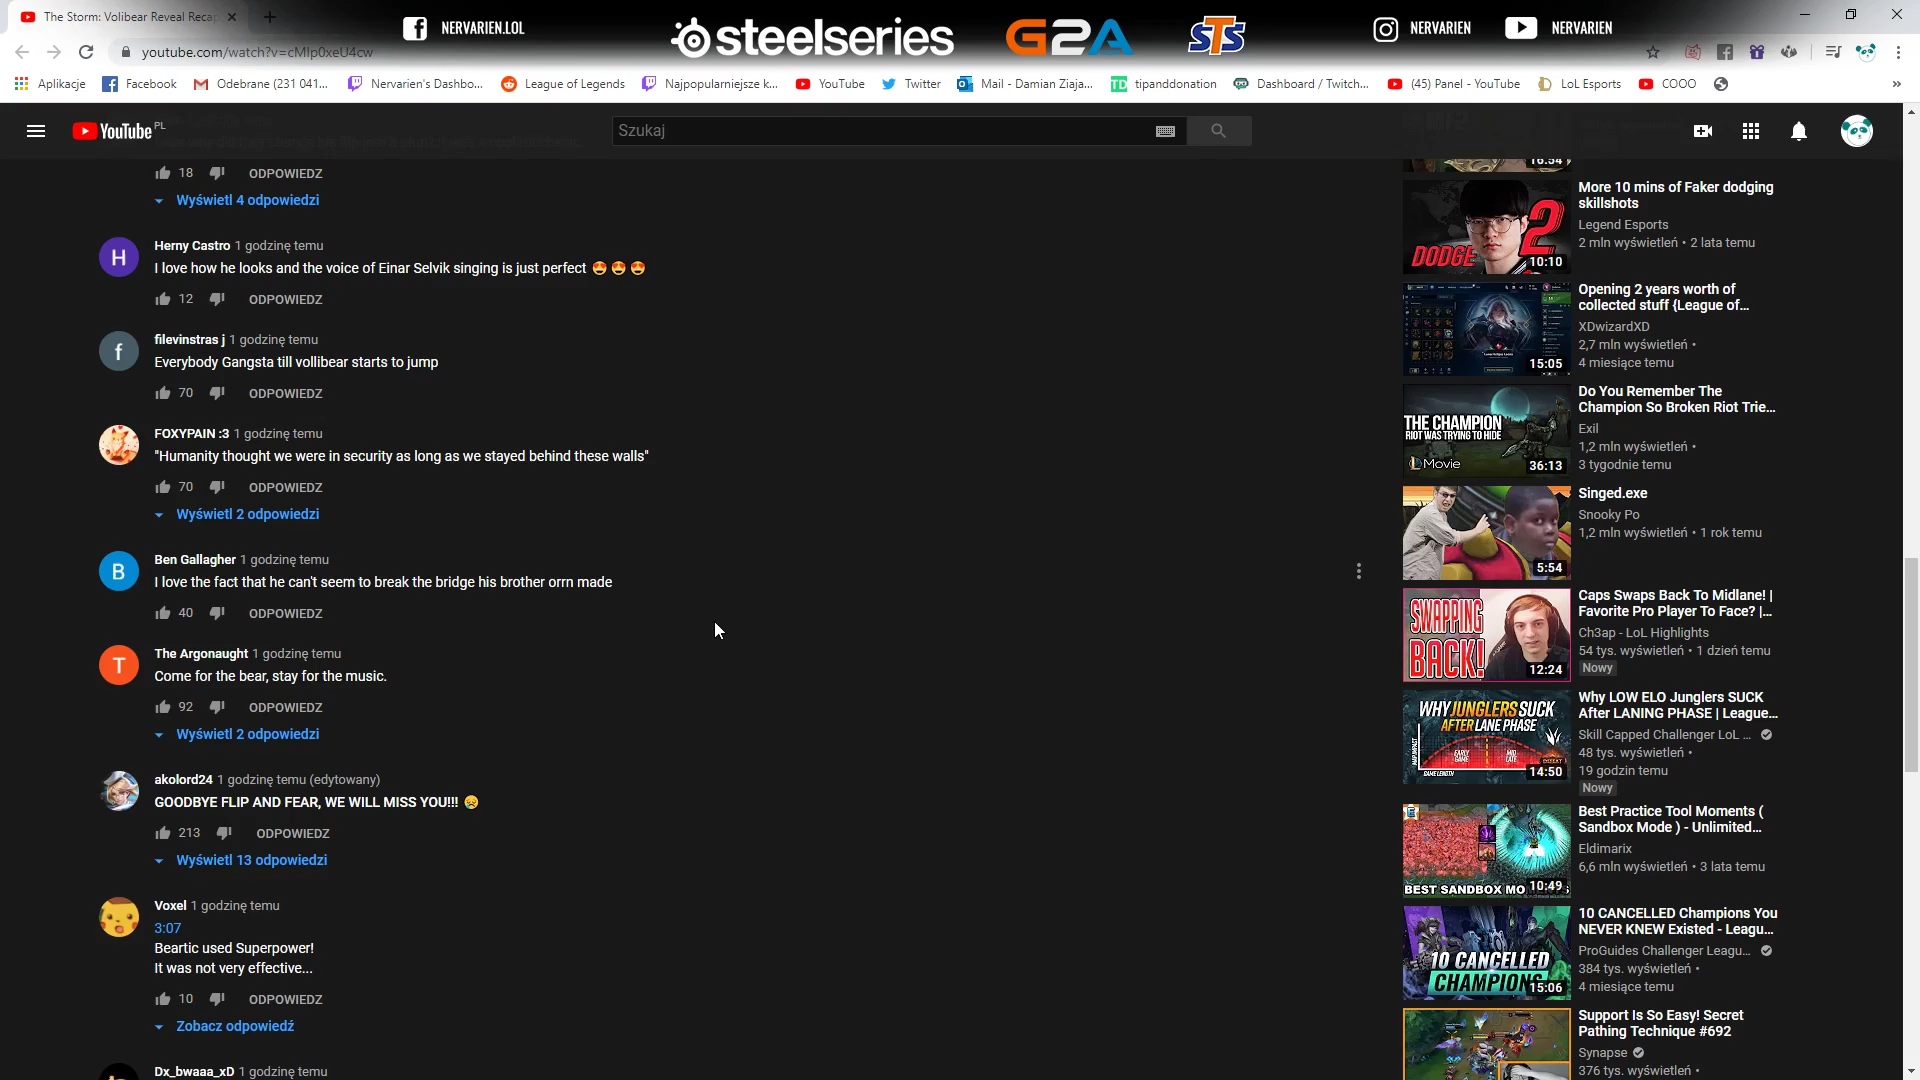 The Storm: Volibear Reveal Reca
NERVARIEN.LOL
steelseries
G2A
STS
NERVARIEN
NERVARIEN
youtube.com/watch?v=cMIp0xeU4cw
Aplikacje
Facebook
Odebrane (231 041...
Nervarien's Dashbo...
League of Legends
Najpopularniejsze k...
YouTube
Twitter
Mail - Damian Ziaja...
tipanddonation
Dashboard / Twitch...
(45) Panel - YouTube
LoL Esports
COOO
»
YouTube PL
Szukaj
18 ODPOWIEDZ
Wyświetl 4 odpowiedzi
H
Herny Castro 1 godzinę temu
I love how he looks and the voice of Einar Selvik singing is just perfect 😍 😍 😍
12 ODPOWIEDZ
f
filevinstras j 1 godzinę temu
Everybody Gangsta till vollibear starts to jump
70 ODPOWIEDZ
FOXYPAIN :3 1 godzinę temu
"Humanity thought we were in security as long as we stayed behind these walls"
70 ODPOWIEDZ
Wyświetl 2 odpowiedzi
B
Ben Gallagher 1 godzinę temu
I love the fact that he can't seem to break the bridge his brother orrn made
40 ODPOWIEDZ
T
The Argonaught 1 godzinę temu
Come for the bear, stay for the music.
92 ODPOWIEDZ
Wyświetl 2 odpowiedzi
akolord24 1 godzinę temu (edytowany)
GOODBYE FLIP AND FEAR, WE WILL MISS YOU!!! 😢
213 ODPOWIEDZ
Wyświetl 13 odpowiedzi
Voxel 1 godzinę temu
3:07
Beartic used Superpower!
It was not very effective...
10 ODPOWIEDZ
Zobacz odpowiedź
Dx_bwaaa_xD 1 godzinę temu
16:54
DODGE 2
10:10
More 10 mins of Faker dodging
skillshots
Legend Esports
2 mln wyświetleń • 2 lata temu
15:05
Opening 2 years worth of
collected stuff {League of...
XDwizardXD
2,7 mln wyświetleń •
4 miesiące temu
THE CHAMPION
RIOT WAS TRYING TO HIDE
Movie
36:13
Do You Remember The
Champion So Broken Riot Trie...
Exil
1,2 mln wyświetleń •
3 tygodnie temu
5:54
Singed.exe
Snooky Po
1,2 mln wyświetleń • 1 rok temu
SWAPPING
BACK!
12:24
Caps Swaps Back To Midlane! |
Favorite Pro Player To Face? |...
Ch3ap - LoL Highlights
54 tys. wyświetleń • 1 dzień temu
Nowy
WHY JUNGLERS SUCK
AFTER LANE PHASE
EARLY
GAME
MID
LATE
GAME LENGTH
14:50
Why LOW ELO Junglers SUCK
After LANING PHASE | League...
Skill Capped Challenger LoL ...
48 tys. wyświetleń •
19 godzin temu
Nowy
BEST SANDBOX MO
10:49
Best Practice Tool Moments (
Sandbox Mode ) - Unlimited...
Eldimarix
6,6 mln wyświetleń • 3 lata temu
10 CANCELLED
CHAMPION
15:06
10 CANCELLED Champions You
NEVER KNEW Existed - Leagu...
ProGuides Challenger Leagu...
384 tys. wyświetleń •
4 miesiące temu
Support Is So Easy! Secret
Pathing Technique #692
Synapse
376 tys. wyświetleń •